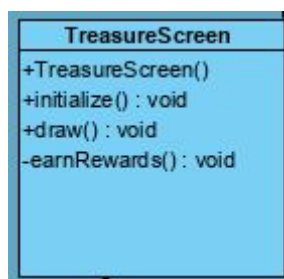 TreasureScreen
+TreasureScreen()
+initialize() : void
+draw() : void
-earnRewards() : void